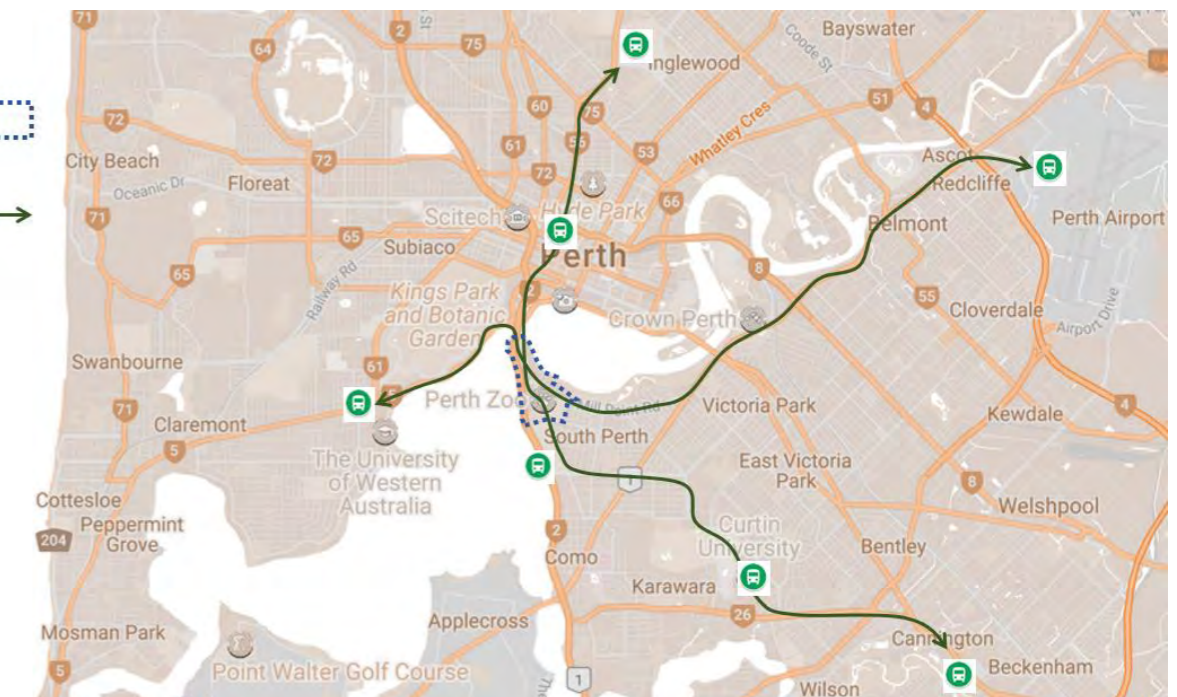 71
2
St
64
75
Bayswater
Coode St
Inglewood
60
75
51
4
72
56
Whatley Cres
61
53
City Beach
72
72
Ascot
Oceanic Dr
Floreat
Redcliffe
66
71
Scitech
Hyde Park
Belmont
Perth Airport
65
Subiaco
Perth
65
8
Railway Rd
Kings Park
and Botanic
Garden
2
Crown Perth
55
Cloverdale
Airport Drive
Swanbourne
61
71
Perth Zoo
Mill Point Rd
Victoria Park
Kewdale
4
Claremont
5
South Perth
The University
of Western
Australia
1
East Victoria
Park
8
Cottesloe
Welshpool
Peppermint
Grove
204
2
Curtin
University
Como
Bentley
Karawara
26
Mosman Park
Applecross
Cannington
5
Point Walter Golf Course
1
Beckenham
Wilson